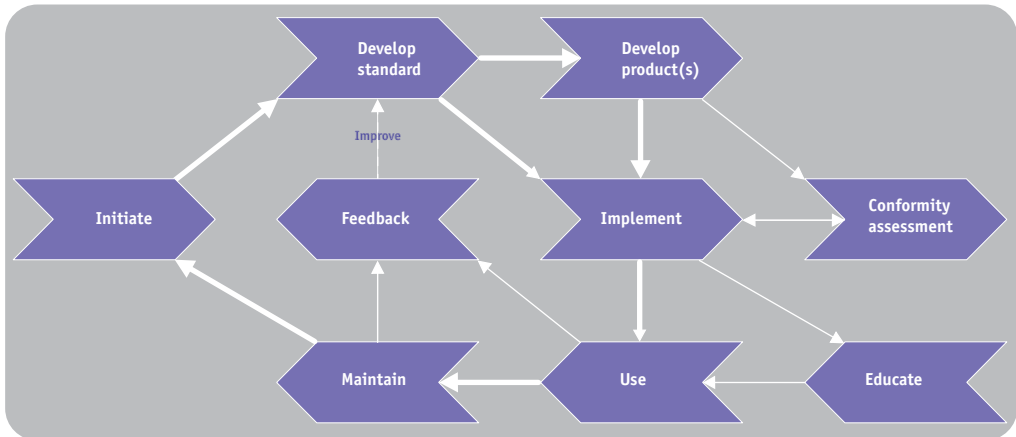 Develop
standard
Develop
product(s)
Improve
Initiate
Feedback
Implement
Conformity
assessment
Maintain
Use
Educate